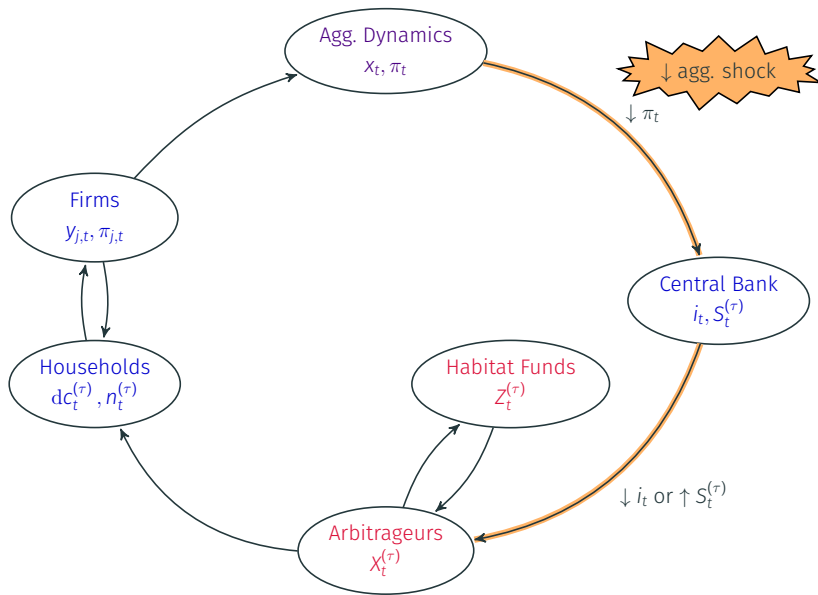 Agg. Dynamics
x_t, π_t
↓ agg. shock
↓ π_t
Firms
y_{j,t}, π_{j,t}
Central Bank
i_t, S_t^{(τ)}
Households
dc_t^{(τ)}, n_t^{(τ)}
Habitat Funds
Z_t^{(τ)}
↓ i_t or ↑ S_t^{(τ)}
Arbitrageurs
X_t^{(τ)}